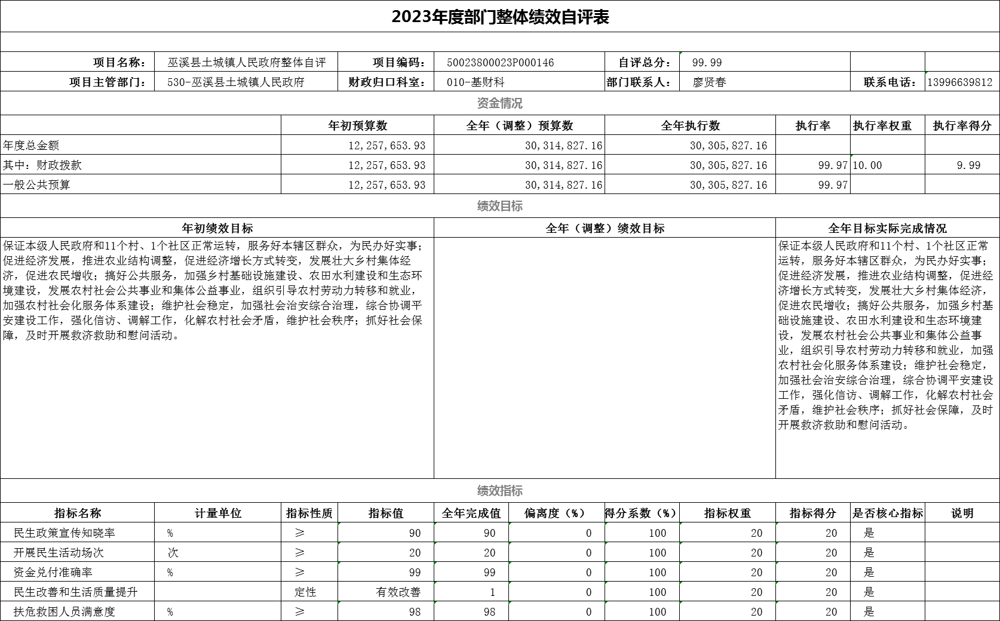 2023年度部门整体绩效自评表
项目名称： 巫溪县土城镇人民政府整体自评 项目编码： 50023800023P000146 自评总分： 99.99
项目主管部门： 530-巫溪县土城镇人民政府 财政归口科室： 010-基财科 部门联系人： 廖贤春 联系电话： 13996639812
资金情况
年初预算数 全年（调整）预算数 全年执行数 执行率 执行率权重 执行率得分
年度总金额 12,257,653.93 30,314,827.16 30,305,827.16
其中：财政拨款 12,257,653.93 30,314,827.16 30,305,827.16 99.97 10.00 9.99
一般公共预算 12,257,653.93 30,314,827.16 30,305,827.16 99.97
绩效目标
年初绩效目标 全年（调整）绩效目标 全年目标实际完成情况
保证本级人民政府和11个村、1个社区正常运转，服务好本辖区群众，为民办好实事；
促进经济发展，推进农业结构调整，促进经济增长方式转变，发展壮大乡村集体经
济，促进农民增收；搞好公共服务，加强乡村基础设施建设、农田水利建设和生态环
境建设，发展农村社会公共事业和集体公益事业，组织引导农村劳动力转移和就业，
加强农村社会化服务体系建设；维护社会稳定，加强社会治安综合治理，综合协调平
安建设工作，强化信访、调解工作，化解农村社会矛盾，维护社会秩序；抓好社会保
障，及时开展救济救助和慰问活动。
保证本级人民政府和11个村、1个社区正常
运转，服务好本辖区群众，为民办好实事；
促进经济发展，推进农业结构调整，促进经
济增长方式转变，发展壮大乡村集体经济，
促进农民增收；搞好公共服务，加强乡村基
础设施建设、农田水利建设和生态环境建
设，发展农村社会公共事业和集体公益事
业，组织引导农村劳动力转移和就业，加强
农村社会化服务体系建设；维护社会稳定，
加强社会治安综合治理，综合协调平安建设
工作，强化信访、调解工作，化解农村社会
矛盾，维护社会秩序；抓好社会保障，及时
开展救济救助和慰问活动。
绩效指标
指标名称 计量单位 指标性质 指标值 全年完成值 偏离度（%） 得分系数（%） 指标权重 指标得分 是否核心指标 说明
民生政策宣传知晓率 % ≥ 90 90 0 100 20 20 是
开展民生活动场次 次 ≥ 20 20 0 100 20 20 是
资金兑付准确率 % ≥ 99 99 0 100 20 20 是
民生改善和生活质量提升 定性 有效改善 1 0 100 20 20 是
扶危救困人员满意度 % ≥ 98 98 0 100 20 20 是